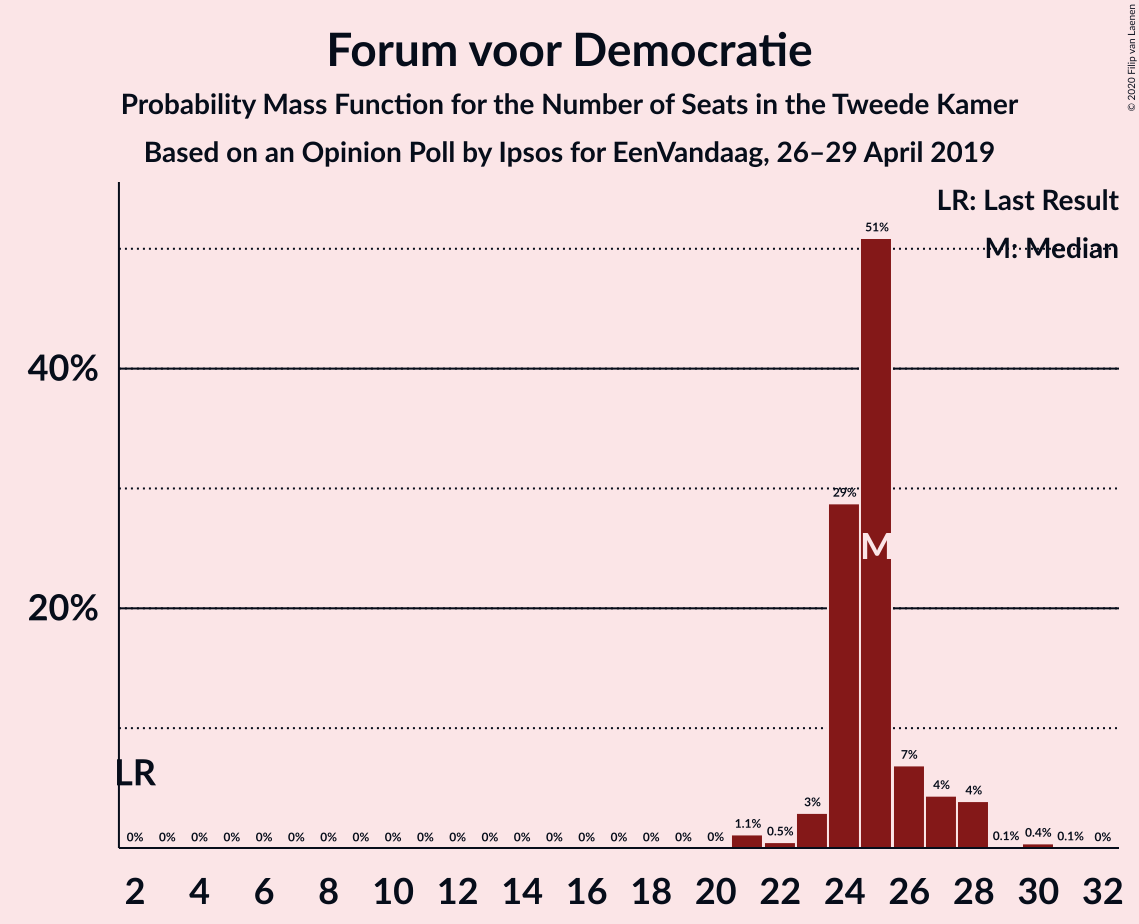 Forum voor Democratie
Probability Mass Function for the Number of Seats in the Tweede Kamer
Based on an Opinion Poll by Ipsos for EenVandaag, 26–29 April 2019
© 2020 Filip van Laenen
LR: Last Result
M: Median
40%
20%
LR
M
0% 0% 0% 0% 0% 0% 0% 0% 0% 0% 0% 0% 0% 0% 0% 0% 0% 0% 0% 1.1% 0.5% 3% 29% 51% 7% 4% 4% 0.1% 0.4% 0.1% 0%
2 4 6 8 10 12 14 16 18 20 22 24 26 28 30 32